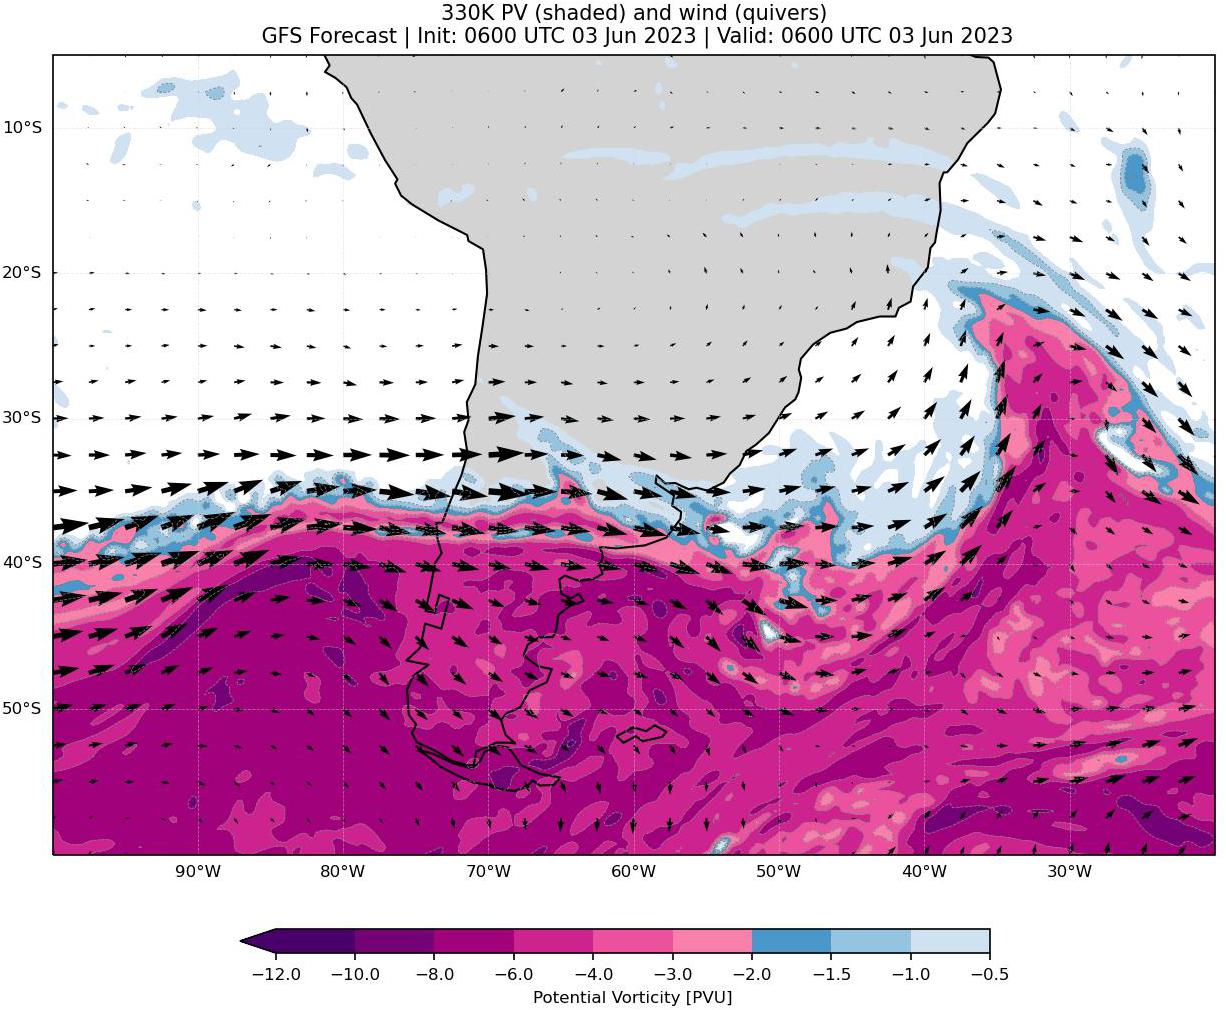 330K PV (shaded) and wind (quivers)
GFS Forecast | Init: 0600 UTC 03 Jun 2023 | Valid: 0600 UTC 03 Jun 2023
10°S
20°S
30°S
40°S
50°S
90°W 80°W 70°W 60°W 50°W 40°W 30°W
−12.0 −10.0 −8.0 −6.0 −4.0 −3.0 −2.0 −1.5 −1.0 −0.5
Potential Vorticity [PVU]